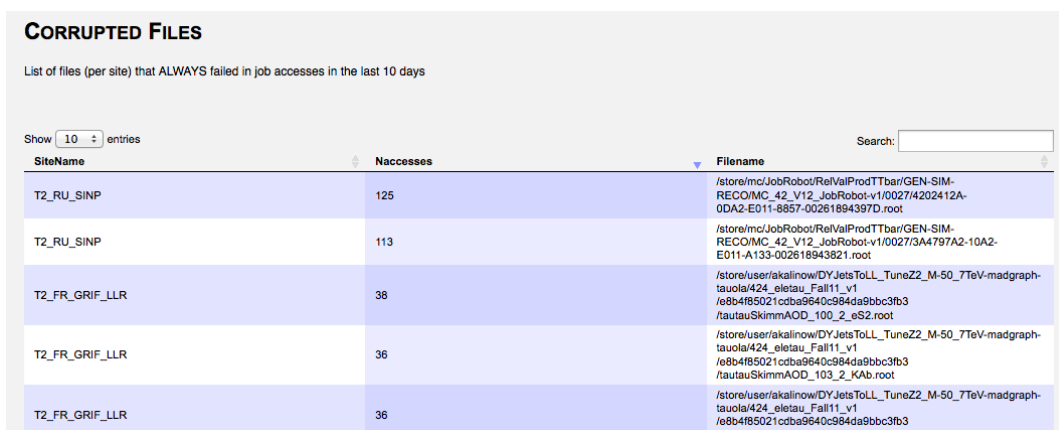 CORRUPTED FILES
List of files (per site) that ALWAYS failed in job accesses in the last 10 days
Show 10 entries
Search:
SiteName Naccesses Filename
T2_RU_SINP 125 /store/mc/JobRobot/RelValProdTTbar/GEN-SIM-
RECO/MC_42_V12_JobRobot-v1/0027/4202412A-
0DA2-E011-8857-00261894397D.root
T2_RU_SINP 113 /store/mc/JobRobot/RelValProdTTbar/GEN-SIM-
RECO/MC_42_V12_JobRobot-v1/0027/3A4797A2-10A2-
E011-A133-002618943821.root
T2_FR_GRIF_LLR 38 /store/user/akalinow/DYJetsToLL_TuneZ2_M-50_7TeV-madgraph-
tauola/424_eletau_Fall11_v1
/e8b4f85021cdba9640c984da9bbc3fb3
/tautauSkimmAOD_100_2_eS2.root
T2_FR_GRIF_LLR 36 /store/user/akalinow/DYJetsToLL_TuneZ2_M-50_7TeV-madgraph-
tauola/424_eletau_Fall11_v1
/e8b4f85021cdba9640c984da9bbc3fb3
/tautauSkimmAOD_103_2_KAb.root
T2_FR_GRIF_LLR 36 /store/user/akalinow/DYJetsToLL_TuneZ2_M-50_7TeV-madgraph-
tauola/424_eletau_Fall11_v1
/e8b4f85021cdba9640c984da9bbc3fb3